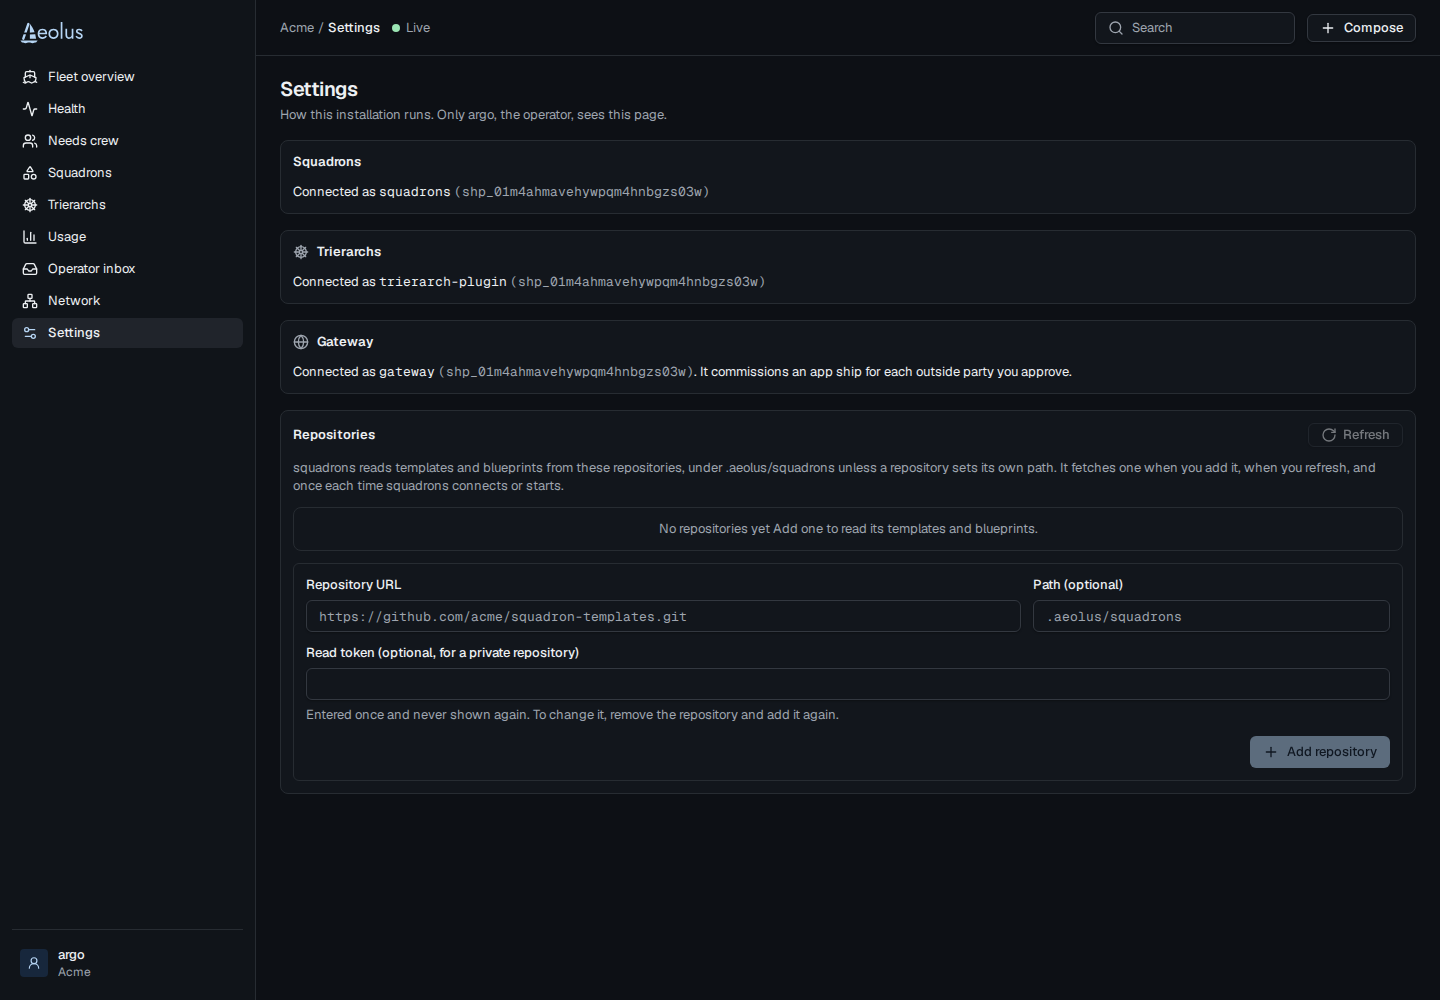 Aeolus
Fleet overview
Health
Needs crew
Squadrons
Trierarchs
Usage
Operator inbox
Network
Settings
argo
Acme
Acme / Settings Live
Search
Compose
Settings
How this installation runs. Only argo, the operator, sees this page.
Squadrons
Connected as squadrons (shp_01m4ahmavehywpqm4hnbgzs03w)
Trierarchs
Connected as trierarch-plugin (shp_01m4ahmavehywpqm4hnbgzs03w)
Gateway
Connected as gateway (shp_01m4ahmavehywpqm4hnbgzs03w). It commissions an app ship for each outside party you approve.
Repositories
Refresh
squadrons reads templates and blueprints from these repositories, under .aeolus/squadrons unless a repository sets its own path. It fetches one when you add it, when you refresh, and
once each time squadrons connects or starts.
No repositories yet Add one to read its templates and blueprints.
Repository URL
Path (optional)
https://github.com/acme/squadron-templates.git
.aeolus/squadrons
Read token (optional, for a private repository)
Entered once and never shown again. To change it, remove the repository and add it again.
Add repository